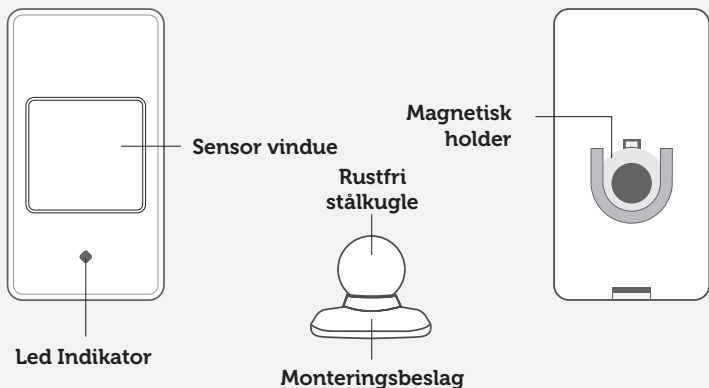 Sensor vindue
Led Indikator
Rustfri
stålkugle
Monteringsbeslag
Magnetisk
holder